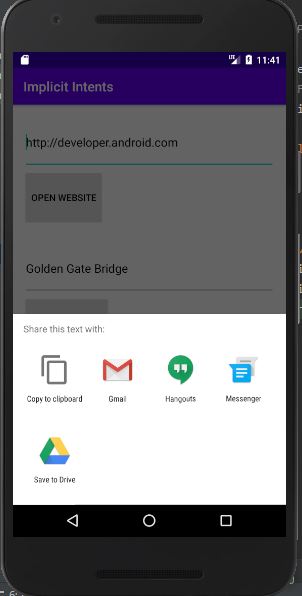 LTE 11:41
Implicit Intents
http://developer.android.com
OPEN WEBSITE
Golden Gate Bridge
Share this text with:
Copy to clipboard
Gmail
Hangouts
Messenger
Save to Drive